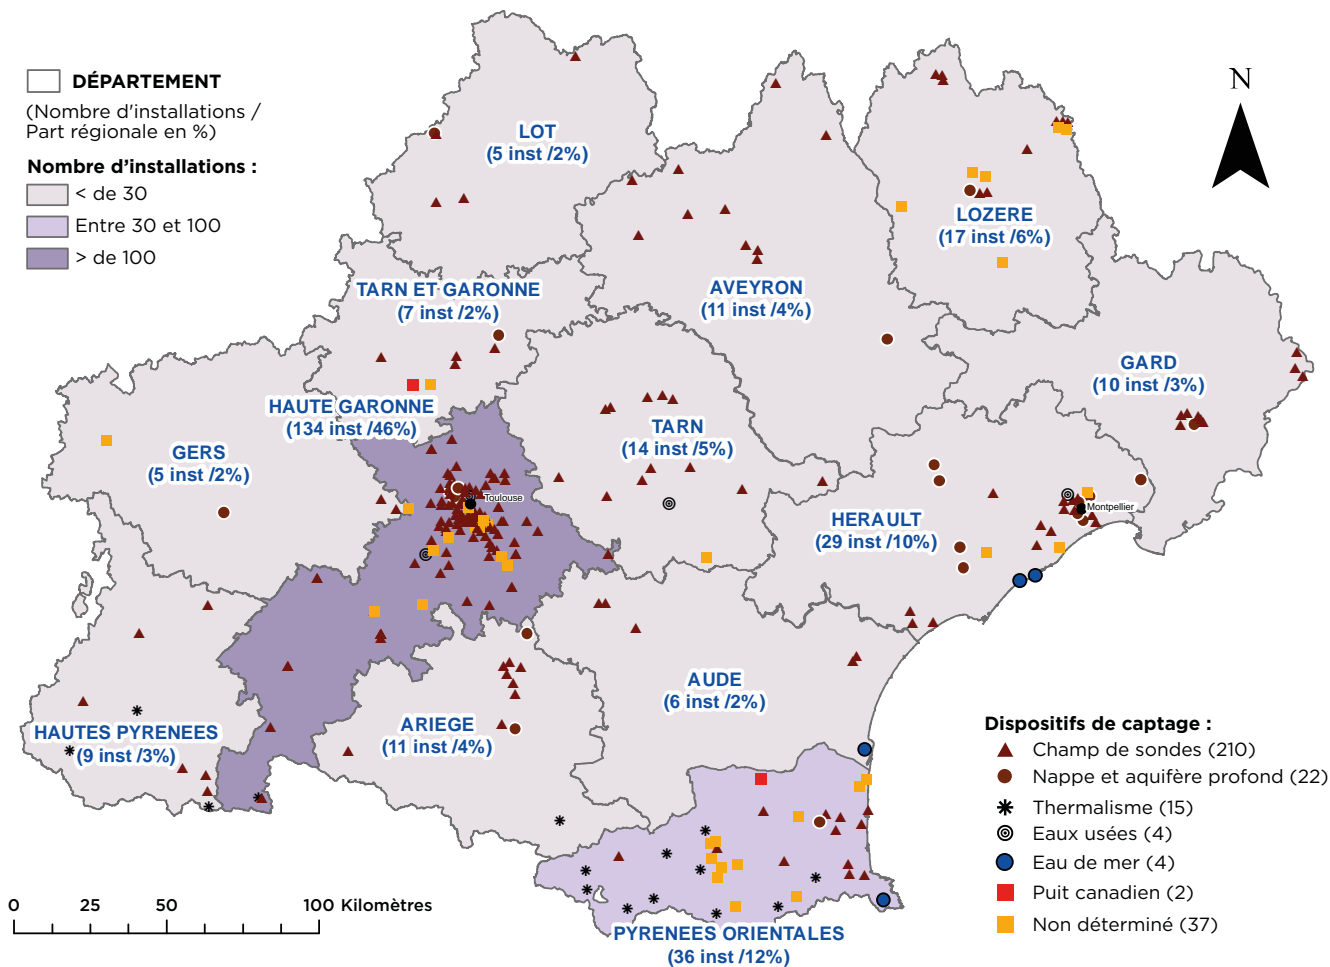 DÉPARTEMENT
(Nombre d'installations /
Part régionale en %)
Nombre d'installations :
< de 30
Entre 30 et 100
> de 100
N
LOT
(5 inst /2%)
LOZERE
(17 inst /6%)
TARN ET GARONNE
(7 inst /2%)
AVEYRON
(11 inst /4%)
GARD
(10 inst /3%)
HAUTE GARONNE
(134 inst /46%)
TARN
(14 inst /5%)
GERS
(5 inst /2%)
Toulouse
Montpellier
HERAULT
(29 inst /10%)
AUDE
(6 inst /2%)
HAUTES PYRENEES
(9 inst /3%)
ARIEGE
(11 inst /4%)
PYRENEES ORIENTALES
(36 inst /12%)
Dispositifs de captage :
Champ de sondes (210)
Nappe et aquifère profond (22)
Thermalisme (15)
Eaux usées (4)
Eau de mer (4)
Puit canadien (2)
Non déterminé (37)
0 25 50 100 Kilomètres